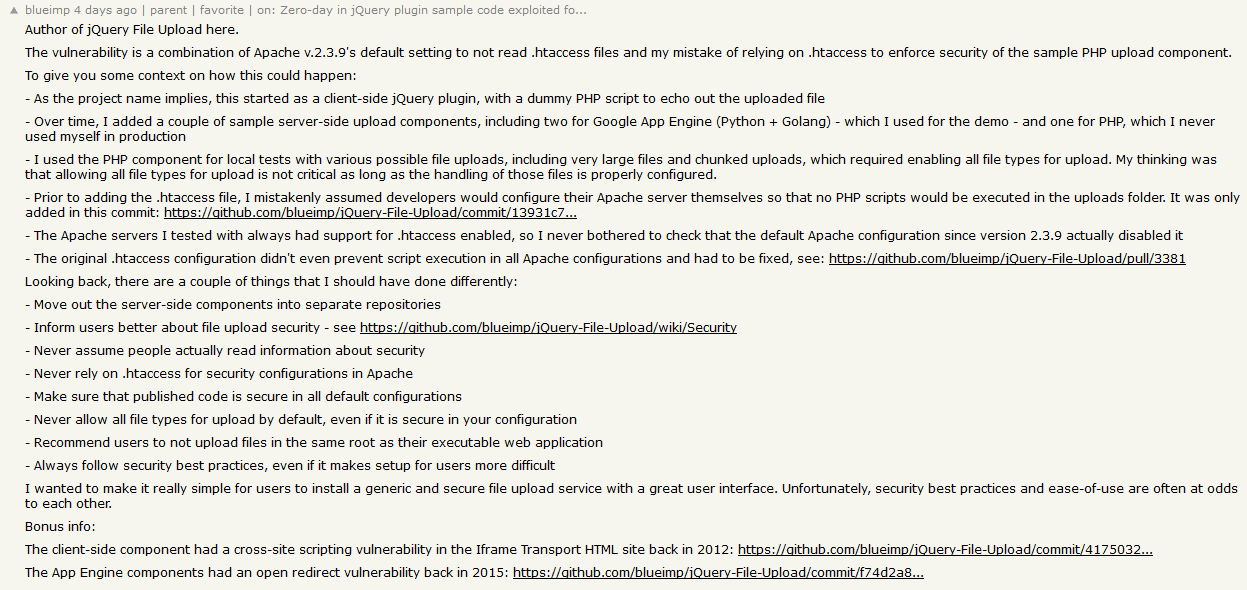 ▲ blueimp 4 days ago | parent | favorite | on: Zero-day in jQuery plugin sample code exploited fo...
Author of jQuery File Upload here.
The vulnerability is a combination of Apache v.2.3.9's default setting to not read .htaccess files and my mistake of relying on .htaccess to enforce security of the sample PHP upload component.
To give you some context on how this could happen:
- As the project name implies, this started as a client-side jQuery plugin, with a dummy PHP script to echo out the uploaded file
- Over time, I added a couple of sample server-side upload components, including two for Google App Engine (Python + Golang) - which I used for the demo - and one for PHP, which I never
used myself in production
- I used the PHP component for local tests with various possible file uploads, including very large files and chunked uploads, which required enabling all file types for upload. My thinking was
that allowing all file types for upload is not critical as long as the handling of those files is properly configured.
- Prior to adding the .htaccess file, I mistakenly assumed developers would configure their Apache server themselves so that no PHP scripts would be executed in the uploads folder. It was only
added in this commit: https://github.com/blueimp/jQuery-File-Upload/commit/13931c7...
- The Apache servers I tested with always had support for .htaccess enabled, so I never bothered to check that the default Apache configuration since version 2.3.9 actually disabled it
- The original .htaccess configuration didn't even prevent script execution in all Apache configurations and had to be fixed, see: https://github.com/blueimp/jQuery-File-Upload/pull/3381
Looking back, there are a couple of things that I should have done differently:
- Move out the server-side components into separate repositories
- Inform users better about file upload security - see https://github.com/blueimp/jQuery-File-Upload/wiki/Security
- Never assume people actually read information about security
- Never rely on .htaccess for security configurations in Apache
- Make sure that published code is secure in all default configurations
- Never allow all file types for upload by default, even if it is secure in your configuration
- Recommend users to not upload files in the same root as their executable web application
- Always follow security best practices, even if it makes setup for users more difficult
I wanted to make it really simple for users to install a generic and secure file upload service with a great user interface. Unfortunately, security best practices and ease-of-use are often at odds
to each other.
Bonus info:
The client-side component had a cross-site scripting vulnerability in the Iframe Transport HTML site back in 2012: https://github.com/blueimp/jQuery-File-Upload/commit/4175032...
The App Engine components had an open redirect vulnerability back in 2015: https://github.com/blueimp/jQuery-File-Upload/commit/f74d2a8...